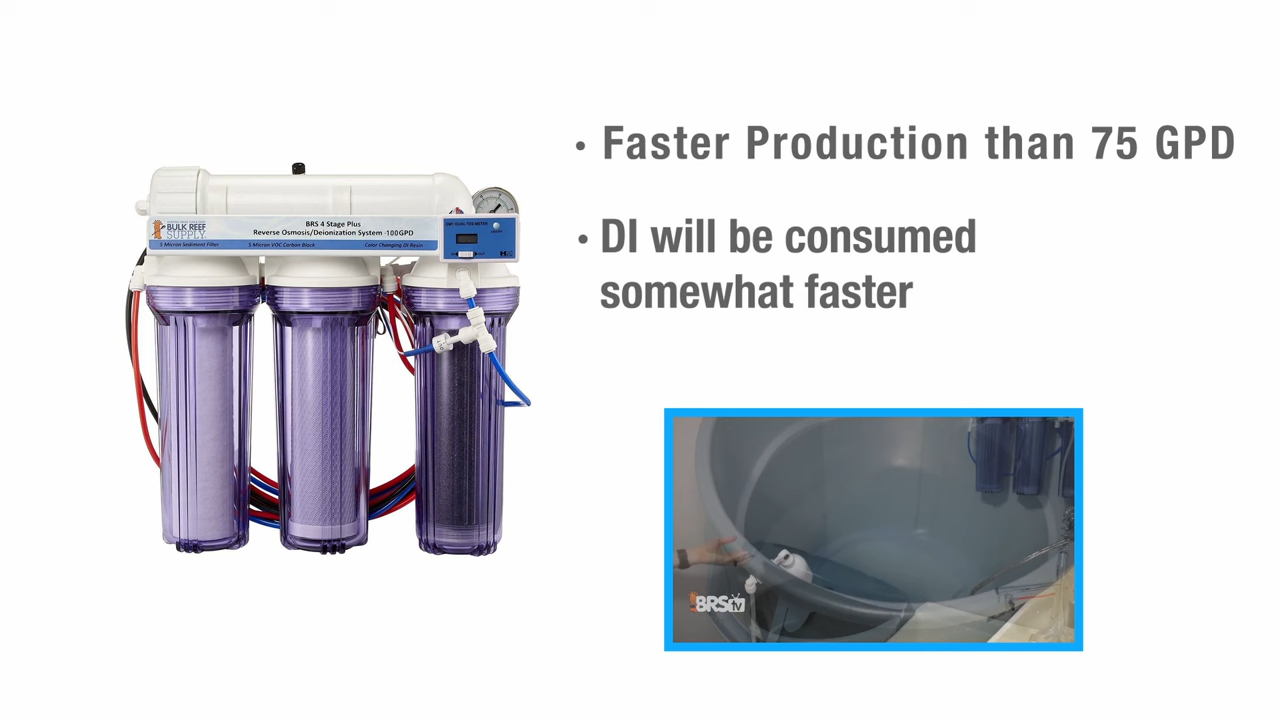 • Faster Production than 75 GPD
• DI will be consumed
somewhat faster
BRS 4 Stage Plus
Reverse Osmosis/Deionization System -100GPD
BULK REEF
SUPPLY
5 Micron Sediment Filter
5 Micron VOC Carbon Block
Color Changing DI Resin
BRStv